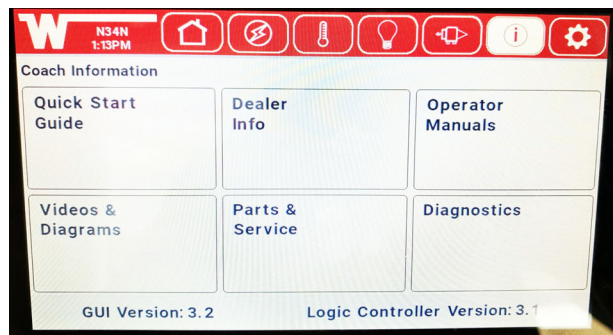 W
N34N
1:13PM
i
Coach Information
Quick Start
Guide
Dealer
Info
Operator
Manuals
Videos &
Diagrams
Parts &
Service
Diagnostics
GUI Version: 3.2
Logic Controller Version: 3.